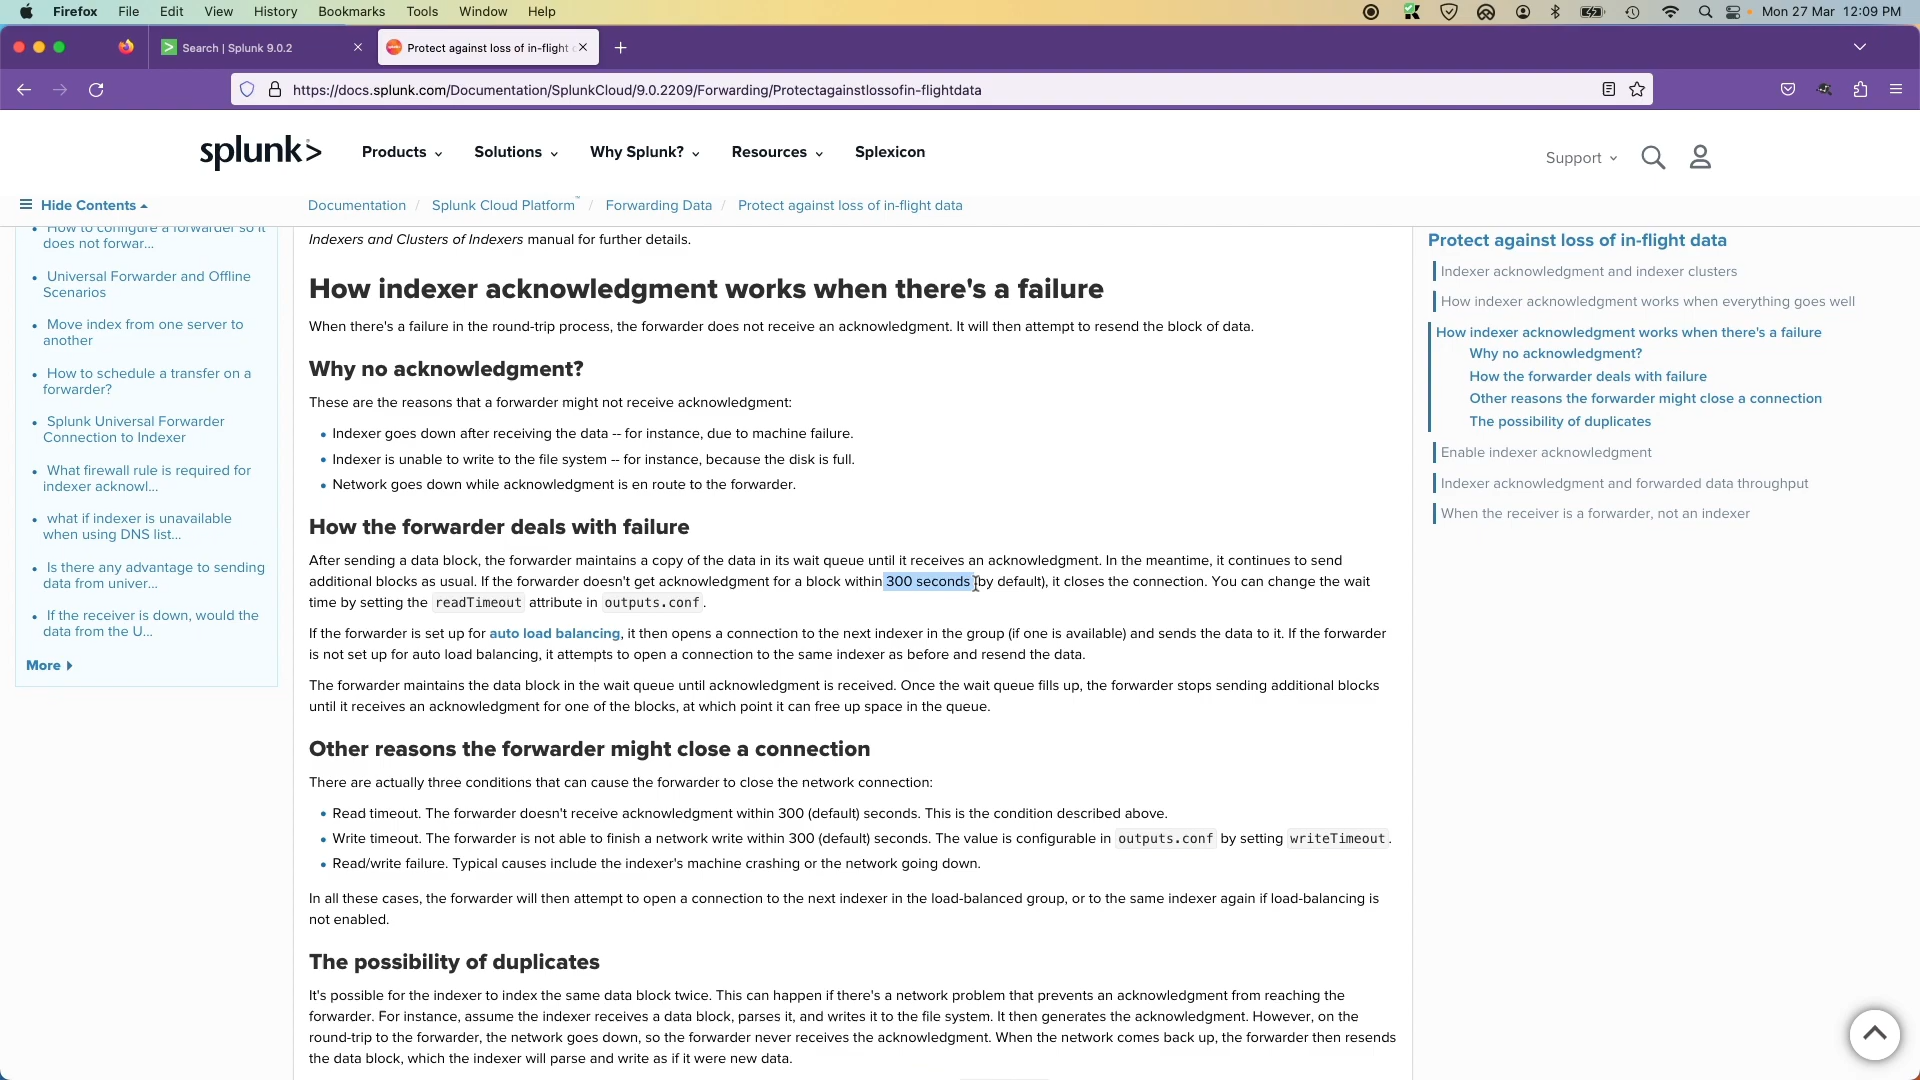 Firefox File Edit View History Bookmarks Tools Window Help Mon 27 Mar 12:09 PM
Search | Splunk 9.0.2
Protect against loss of in-flight
https://docs.splunk.com/Documentation/SplunkCloud/9.0.2209/Forwarding/Protectagainstlossofin-flightdata
splunk> Products Solutions Why Splunk? Resources Splexicon Support
Hide Contents
Documentation / Splunk Cloud Platform™ / Forwarding Data / Protect against loss of in-flight data
How to configure a forwarder so it
does not forwar...
Universal Forwarder and Offline
Scenarios
Move index from one server to
another
How to schedule a transfer on a
forwarder?
Splunk Universal Forwarder
Connection to Indexer
What firewall rule is required for
indexer acknowl...
what if indexer is unavailable
when using DNS list...
Is there any advantage to sending
data from univer...
If the receiver is down, would the
data from the U...
More
Indexers and Clusters of Indexers manual for further details.
How indexer acknowledgment works when there's a failure
When there's a failure in the round-trip process, the forwarder does not receive an acknowledgment. It will then attempt to resend the block of data.
Why no acknowledgment?
These are the reasons that a forwarder might not receive acknowledgment:
Indexer goes down after receiving the data -- for instance, due to machine failure.
Indexer is unable to write to the file system -- for instance, because the disk is full.
Network goes down while acknowledgment is en route to the forwarder.
How the forwarder deals with failure
After sending a data block, the forwarder maintains a copy of the data in its wait queue until it receives an acknowledgment. In the meantime, it continues to send
additional blocks as usual. If the forwarder doesn't get acknowledgment for a block within 300 seconds (by default), it closes the connection. You can change the wait
time by setting the readTimeout attribute in outputs.conf.
If the forwarder is set up for auto load balancing, it then opens a connection to the next indexer in the group (if one is available) and sends the data to it. If the forwarder
is not set up for auto load balancing, it attempts to open a connection to the same indexer as before and resend the data.
The forwarder maintains the data block in the wait queue until acknowledgment is received. Once the wait queue fills up, the forwarder stops sending additional blocks
until it receives an acknowledgment for one of the blocks, at which point it can free up space in the queue.
Other reasons the forwarder might close a connection
There are actually three conditions that can cause the forwarder to close the network connection:
Read timeout. The forwarder doesn't receive acknowledgment within 300 (default) seconds. This is the condition described above.
Write timeout. The forwarder is not able to finish a network write within 300 (default) seconds. The value is configurable in outputs.conf by setting writeTimeout.
Read/write failure. Typical causes include the indexer's machine crashing or the network going down.
In all these cases, the forwarder will then attempt to open a connection to the next indexer in the load-balanced group, or to the same indexer again if load-balancing is
not enabled.
The possibility of duplicates
It's possible for the indexer to index the same data block twice. This can happen if there's a network problem that prevents an acknowledgment from reaching the
forwarder. For instance, assume the indexer receives a data block, parses it, and writes it to the file system. It then generates the acknowledgment. However, on the
round-trip to the forwarder, the network goes down, so the forwarder never receives the acknowledgment. When the network comes back up, the forwarder then resends
the data block, which the indexer will parse and write as if it were new data.
Protect against loss of in-flight data
Indexer acknowledgment and indexer clusters
How indexer acknowledgment works when everything goes well
How indexer acknowledgment works when there's a failure
Why no acknowledgment?
How the forwarder deals with failure
Other reasons the forwarder might close a connection
The possibility of duplicates
Enable indexer acknowledgment
Indexer acknowledgment and forwarded data throughput
When the receiver is a forwarder, not an indexer